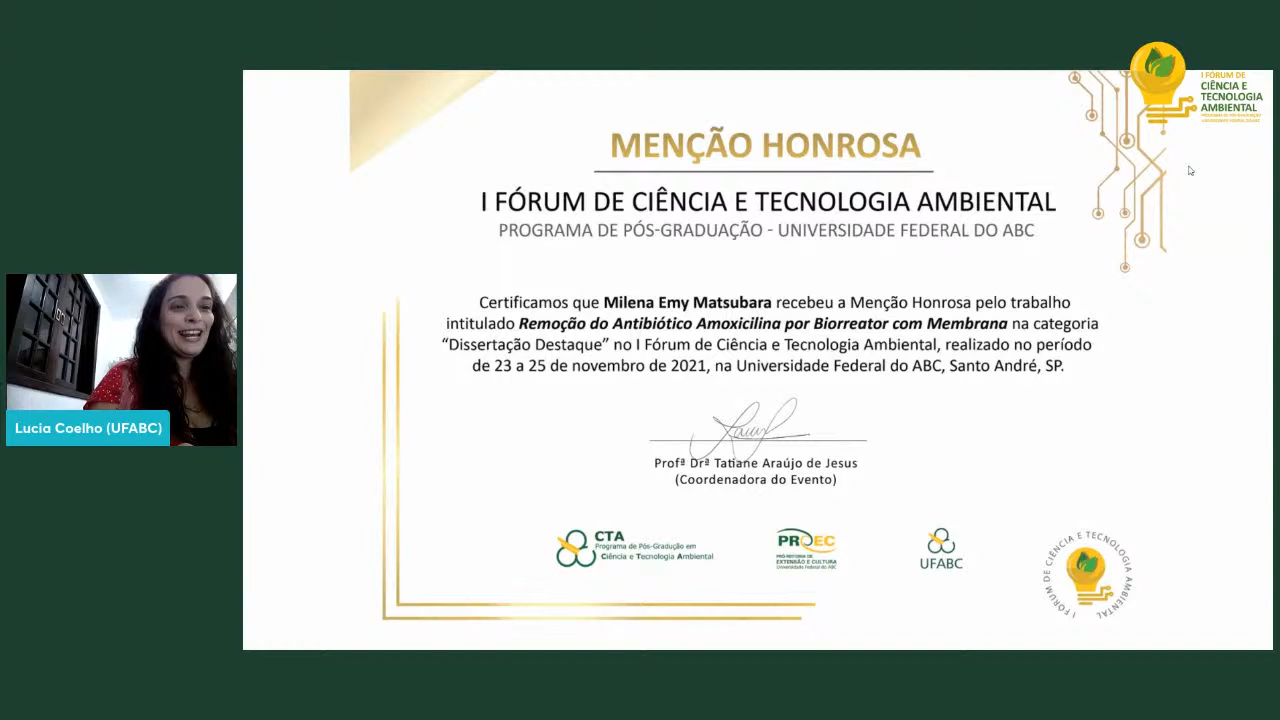 I FÓRUM DE
CIÊNCIA E
TECNOLOGIA
AMBIENTAL
MENÇÃO HONROSA
I FÓRUM DE CIÊNCIA E TECNOLOGIA AMBIENTAL
PROGRAMA DE PÓS-GRADUAÇÃO - UNIVERSIDADE FEDERAL DO ABC
Certificamos que Milena Emy Matsubara recebeu a Menção Honrosa pelo trabalho
intitulado Remoção do Antibiótico Amoxicilina por Biorreator com Membrana na categoria
“Dissertação Destaque” no I Fórum de Ciência e Tecnologia Ambiental, realizado no período
de 23 a 25 de novembro de 2021, na Universidade Federal do ABC, Santo André, SP.
Lucia Coelho (UFABC)
Profª Drª Tatiane Araújo de Jesus
(Coordenadora do Evento)
CTA
Programa de Pós-Gradução em
Ciência e Tecnologia Ambiental
PROEC
PRÓ-REITORIA DE
EXTENSÃO E CULTURA
Universidade Federal do ABC
UFABC
I FÓRUM DE CIÊNCIA E TECNOLOGIA AMBIENTAL